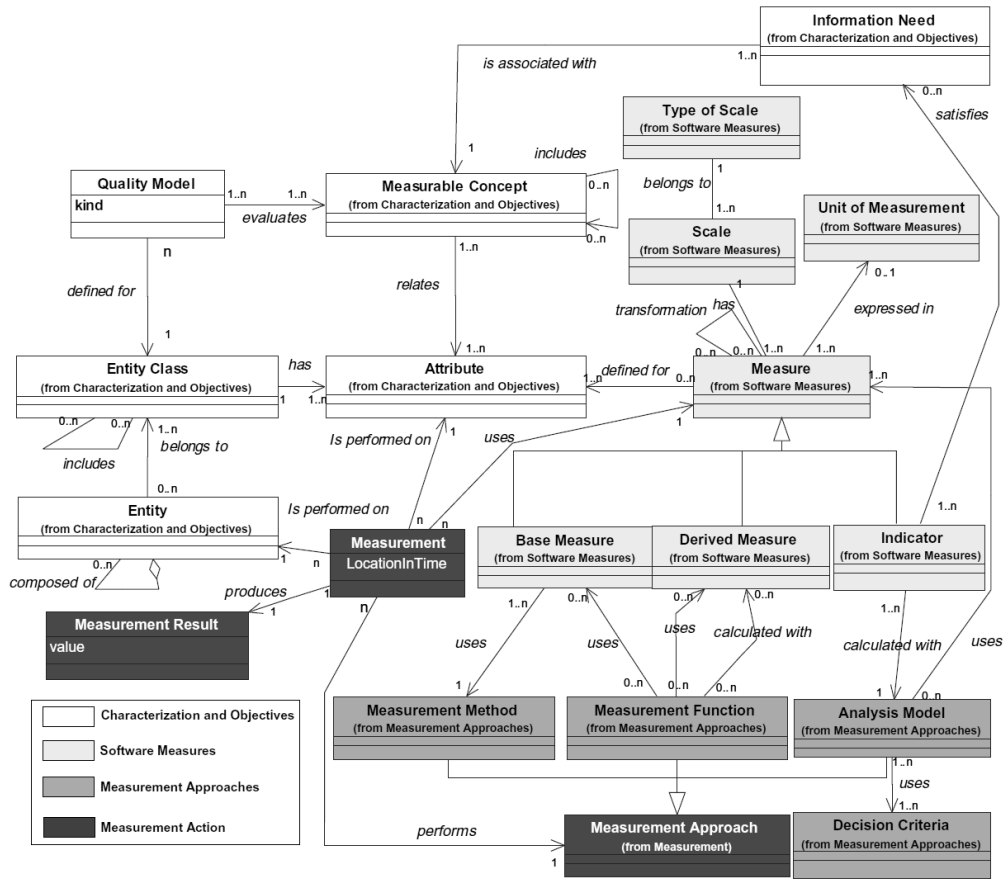 Information Need
(from Characterization and Objectives)
1..n
is associated with
0..n
satisfies
Type of Scale
(from Software Measures)
1
includes
belongs to
1
Quality Model
kind
1..n
1..n
evaluates
Measurable Concept
(from Characterization and Objectives)
0..n
0..n
1..n
Unit of Measurement
(from Software Measures)
Scale
(from Software Measures)
n
1..n
0..1
defined for
relates
1
transformation
has
expressed in
1
1..n
0..n
0..n
1..n
1..n
Entity Class
(from Characterization and Objectives)
has
1
1..n
Attribute
(from Characterization and Objectives)
1..n
defined for
0..n
Measure
(from Software Measures)
1..n
0..n
0..n
1..n
belongs to
includes
Is performed on
1
uses
1
0..n
Entity
(from Characterization and Objectives)
Is performed on
n
n
1..n
0..n
composed of
1
n
Measurement
LocationInTime
Base Measure
(from Software Measures)
Derived Measure
(from Software Measures)
Indicator
(from Software Measures)
produces
1
1
n
1..n
0..n
0..n
0..n
1..n
Measurement Result
value
uses
uses
uses
calculated with
calculated with
uses
1
0..n
0..n
0..n
1
0..n
Measurement Method
(from Measurement Approaches)
Measurement Function
(from Measurement Approaches)
Analysis Model
(from Measurement Approaches)
Characterization and Objectives
Software Measures
Measurement Approaches
Measurement Action
1..n
uses
1..n
performs
1
Measurement Approach
(from Measurement)
Decision Criteria
(from Measurement Approaches)